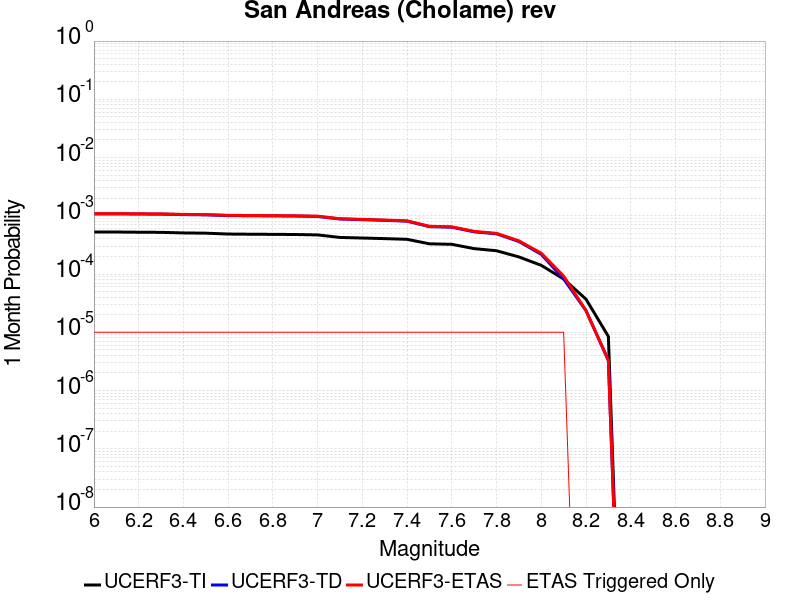 San Andreas (Cholame) rev
10^0
10^-1
10^-2
10^-3
10^-4
10^-5
10^-6
10^-7
10^-8
1 Month Probability
6 6.2 6.4 6.6 6.8 7 7.2 7.4 7.6 7.8 8 8.2 8.4 8.6 8.8 9
Magnitude
UCERF3-TI UCERF3-TD UCERF3-ETAS ETAS Triggered Only